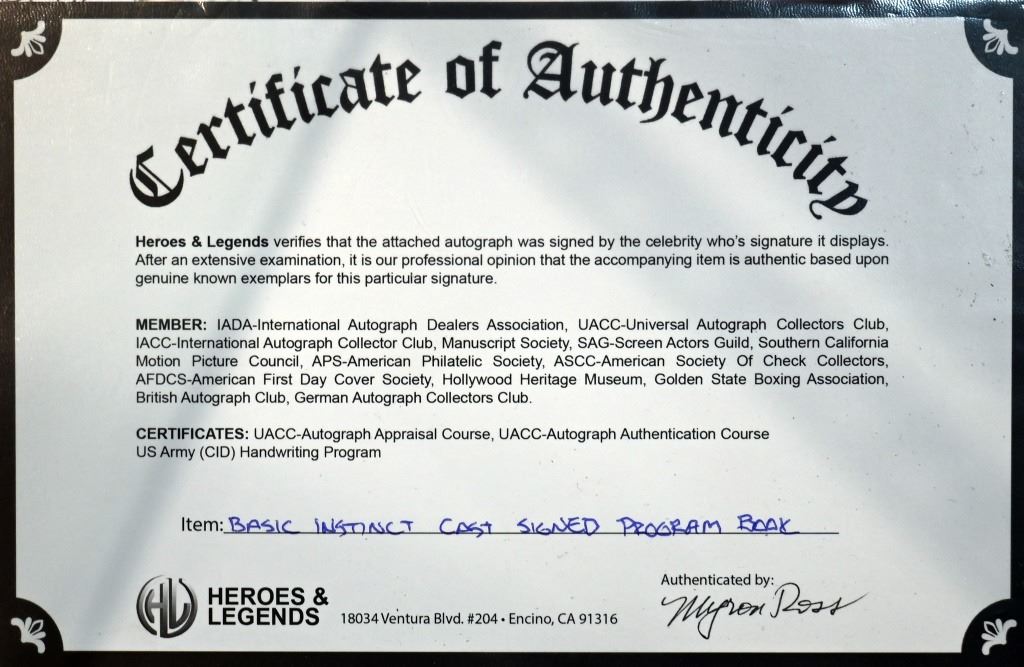 Certificate of Authenticity
Heroes & Legends verifies that the attached autograph was signed by the celebrity who's signature it displays.
After an extensive examination, it is our professional opinion that the accompanying item is authentic based upon
genuine known exemplars for this particular signature.
MEMBER: IADA-International Autograph Dealers Association, UACC-Universal Autograph Collectors Club,
IACC-International Autograph Collector Club, Manuscript Society, SAG-Screen Actors Guild, Southern California
Motion Picture Council, APS-American Philatelic Society, ASCC-American Society Of Check Collectors,
AFDCS-American First Day Cover Society, Hollywood Heritage Museum, Golden State Boxing Association,
British Autograph Club, German Autograph Collectors Club.
CERTIFICATES: UACC-Autograph Appraisal Course, UACC-Autograph Authentication Course
US Army (CID) Handwriting Program
Item: BASIC INSTINCT CAST SIGNED PROGRAM BOOK
HL HEROES &
LEGENDS
18034 Ventura Blvd. #204 • Encino, CA 91316
Authenticated by:
Myron Ross